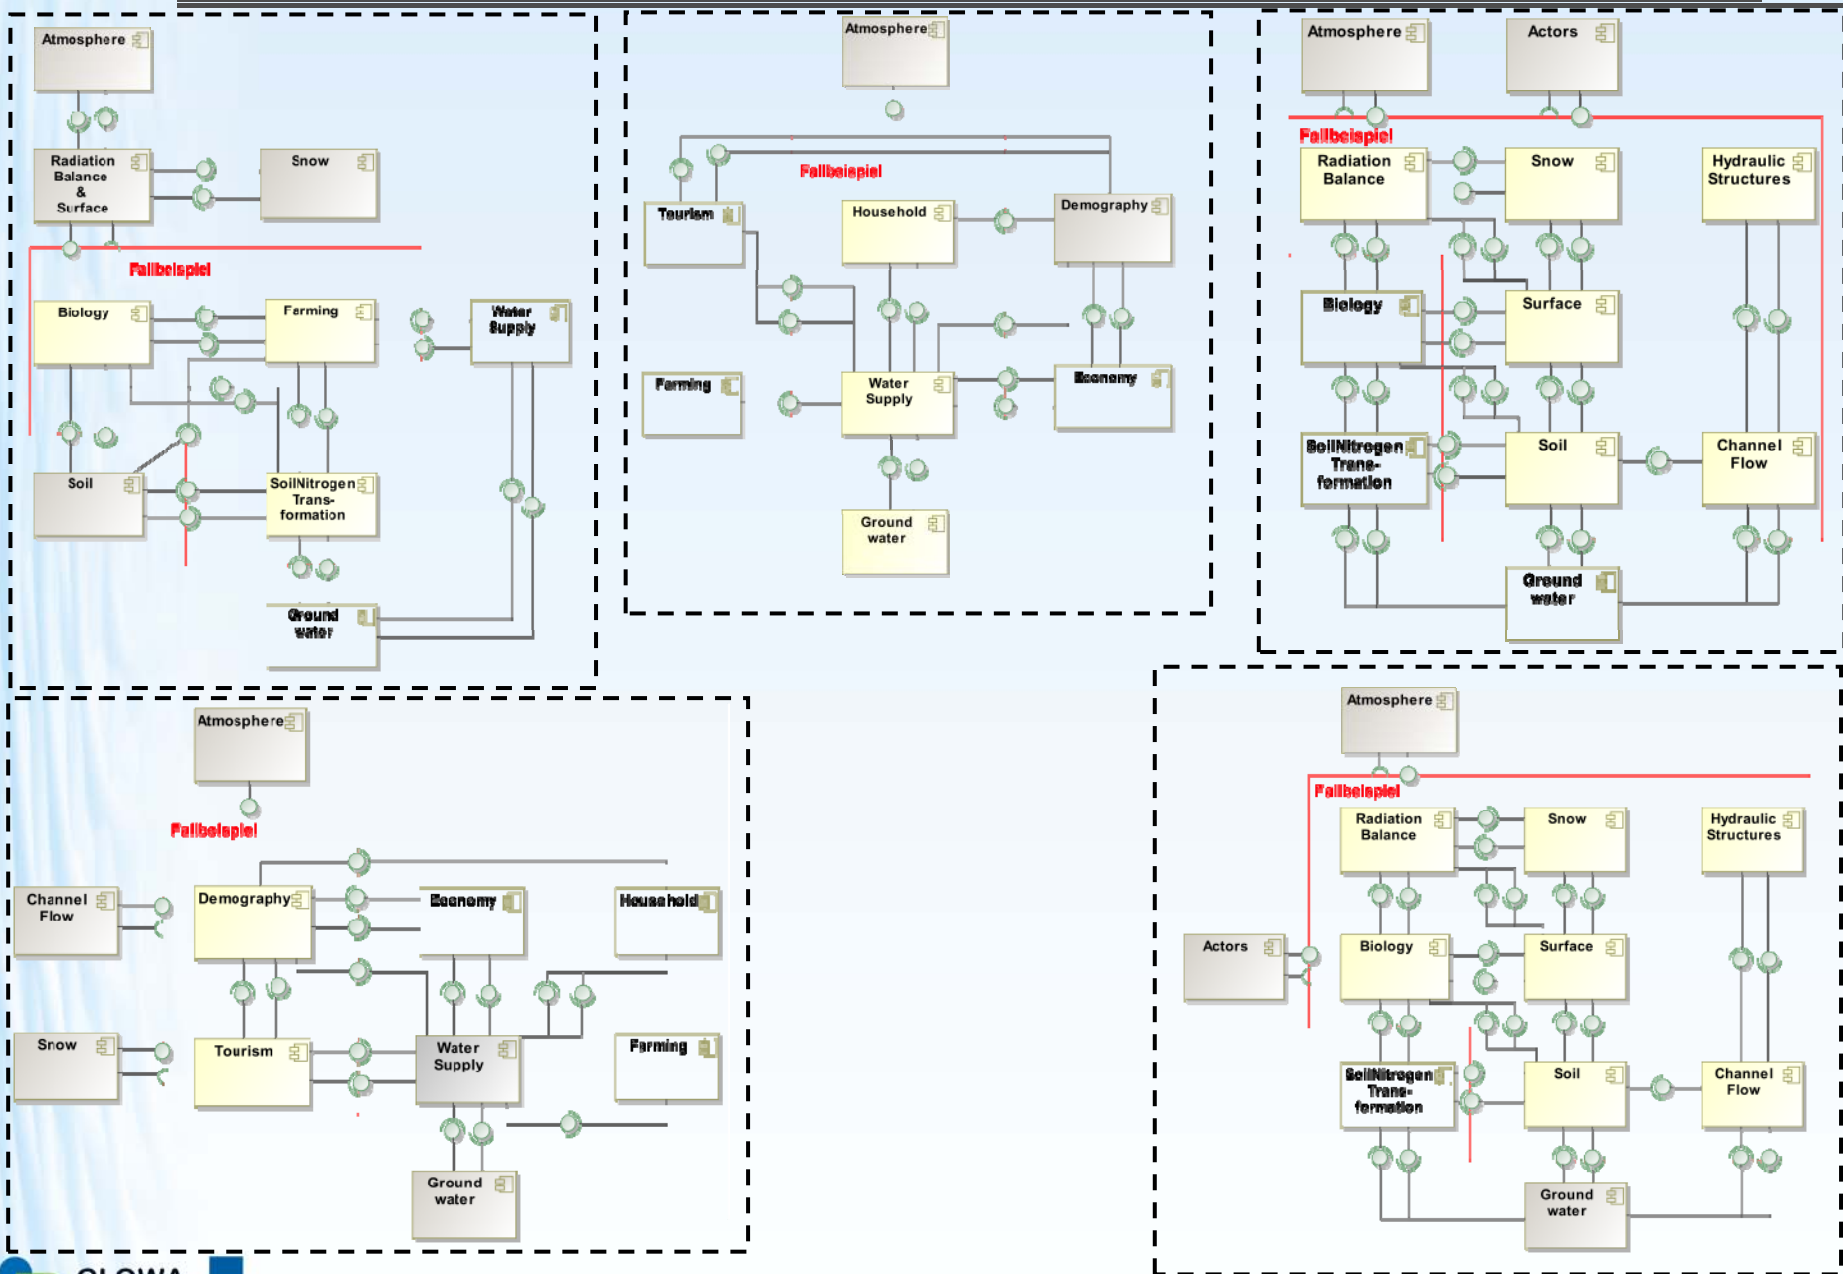 Atmosphere
Radiation
Balance
&
Surface
Snow
Fallbeispiel
Biology
Farming
Water
Supply
Soil
SoilNitrogen
Trans-
formation
Ground
water
Atmosphere
Fallbeispiel
Tourism
Household
Demography
Farming
Water
Supply
Economy
Ground
water
Atmosphere
Actors
Fallbeispiel
Radiation
Balance
Snow
Hydraulic
Structures
Biology
Surface
SoilNitrogen
Trans-
formation
Soil
Channel
Flow
Ground
water
Atmosphere
Fallbeispiel
Channel
Flow
Demography
Economy
Household
Snow
Tourism
Water
Supply
Farming
Ground
water
Atmosphere
Fallbeispiel
Radiation
Balance
Snow
Hydraulic
Structures
Actors
Biology
Surface
SoilNitrogen
Trans-
formation
Soil
Channel
Flow
Ground
water
GLOWA